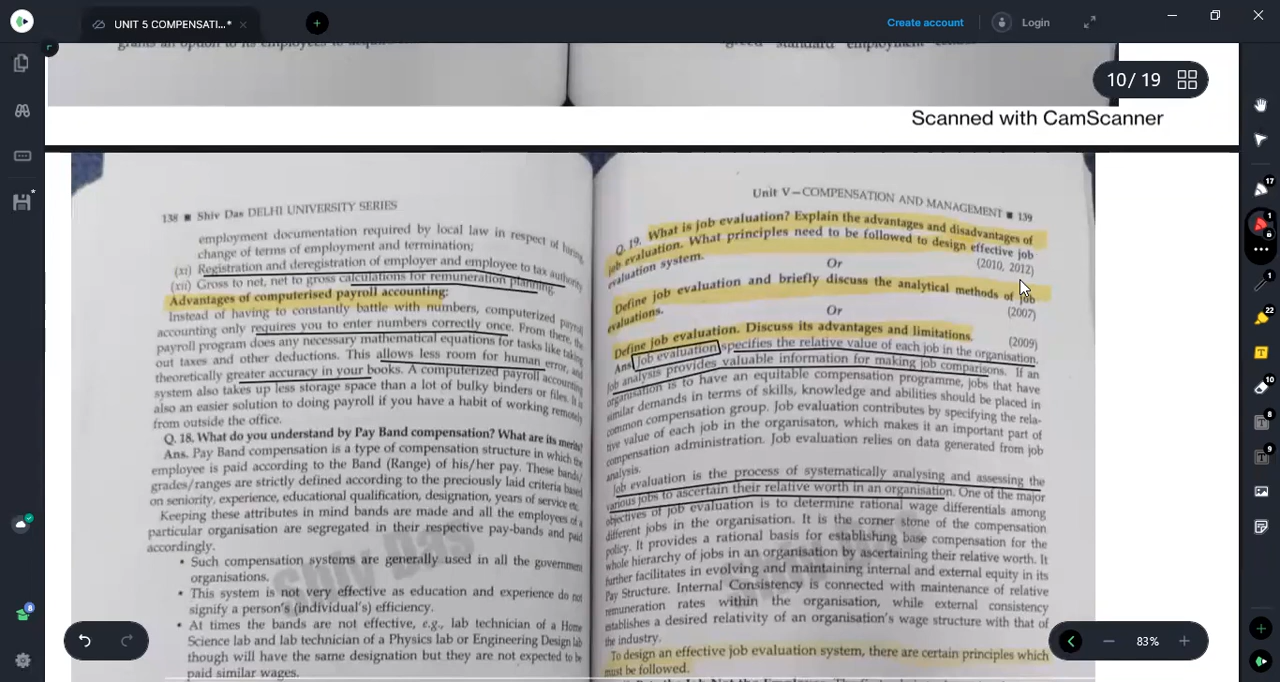 UNIT 5 COMPENSATI...*
Create account
Login
grants an option to its employees to
greed standard employment
10/ 19
Scanned with CamScanner
138 ■ Shiv Das DELHI UNIVERSITY SERIES
employment documentation required by local law in respect of hiring,
change of terms of employment and termination;
(xi) Registration and deregistration of employer and employee to tax authority
(xii) Gross to net, net to gross calculations for remuneration planning.
Advantages of computerised payroll accounting:
Instead of having to constantly battle with numbers, computerized payroll
accounting only requires you to enter numbers correctly once. From there, the
payroll program does any necessary mathematical equations for tasks like taking
out taxes and other deductions. This allows less room for human error, and
theoretically greater accuracy in your books. A computerized payroll accounting
system also takes up less storage space than a lot of bulky binders or files. It is
also an easier solution to doing payroll if you have a habit of working remotely
from outside the office.
Q. 18. What do you understand by Pay Band compensation? What are its merits?
Ans. Pay Band compensation is a type of compensation structure in which the
employee is paid according to the Band (Range) of his/her pay. These bands/
grades/ranges are strictly defined according to the preciously laid criteria based
on seniority, experience, educational qualification, designation, years of service etc.
Keeping these attributes in mind bands are made and all the employees of
particular organisation are segregated in their respective pay-bands and paid
accordingly.
• Such compensation systems are generally used in all the government
organisations.
• This system is not very effective as education and experience do not
signify a person's (individual's) efficiency.
• At times the bands are not effective, e.g., lab technician of a Home
Science lab and lab technician of a Physics lab or Engineering Design lab
though will have the same designation but they are not expected to be
paid similar wages.
Shiv Das
Unit V—COMPENSATION AND MANAGEMENT ■ 139
Q. 19. What is job evaluation? Explain the advantages and disadvantages of
job evaluation. What principles need to be followed to design effective job
evaluation system. (2010, 2012)
Or
Define job evaluation and briefly discuss the analytical methods of job
evaluations. (2007)
Or
Define job evaluation. Discuss its advantages and limitations. (2009)
Ans. Job evaluation specifies the relative value of each job in the organisation.
Job analysis provides valuable information for making job comparisons. If an
organisation is to have an equitable compensation programme, jobs that have
similar demands in terms of skills, knowledge and abilities should be placed in
common compensation group. Job evaluation contributes by specifying the rela-
tive value of each job in the organisaton, which makes it an important part of
compensation administration. Job evaluation relies on data generated from job
analysis.
Job evaluation is the process of systematically analysing and assessing the
various jobs to ascertain their relative worth in an organisation. One of the major
objectives of job evaluation is to determine rational wage differentials among
different jobs in the organisation. It is the corner stone of the compensation
policy. It provides a rational basis for establishing base compensation for the
whole hierarchy of jobs in an organisation by ascertaining their relative worth. It
further facilitates in evolving and maintaining internal and external equity in its
Pay Structure. Internal Consistency is connected with maintenance of relative
remuneration rates within the organisation, while external consistency
establishes a desired relativity of an organisation's wage structure with that of
the industry.
To design an effective job evaluation system, there are certain principles which
must be followed.
83%
17
1
1
22
10
8
9
8